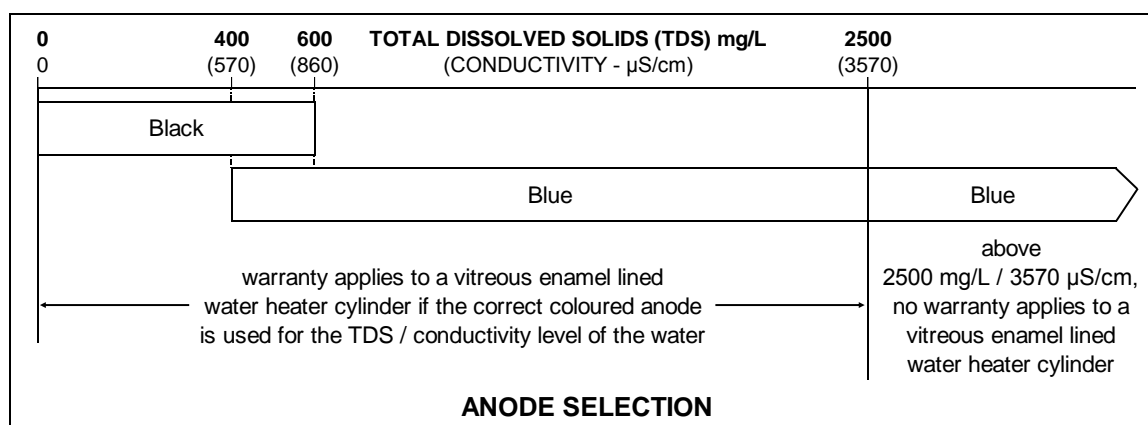 0 400 600 TOTAL DISSOLVED SOLIDS (TDS) mg/L 2500
0 (570) (860) (CONDUCTIVITY - µS/cm) (3570)
Black
Blue Blue
warranty applies to a vitreous enamel lined
water heater cylinder if the correct coloured anode
is used for the TDS / conductivity level of the water
above
2500 mg/L / 3570 µS/cm,
no warranty applies to a
vitreous enamel lined
water heater cylinder
ANODE SELECTION